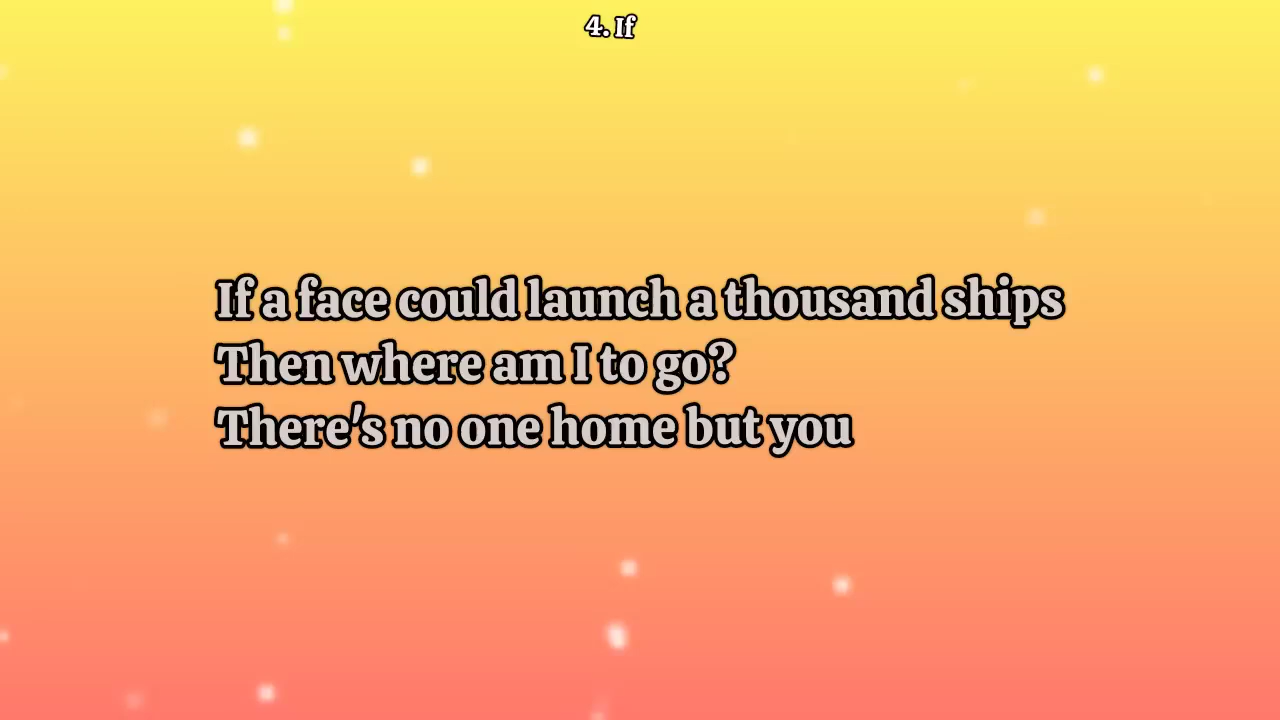 4. If
If a face could launch a thousand ships
Then where am I to go?
There's no one home but you